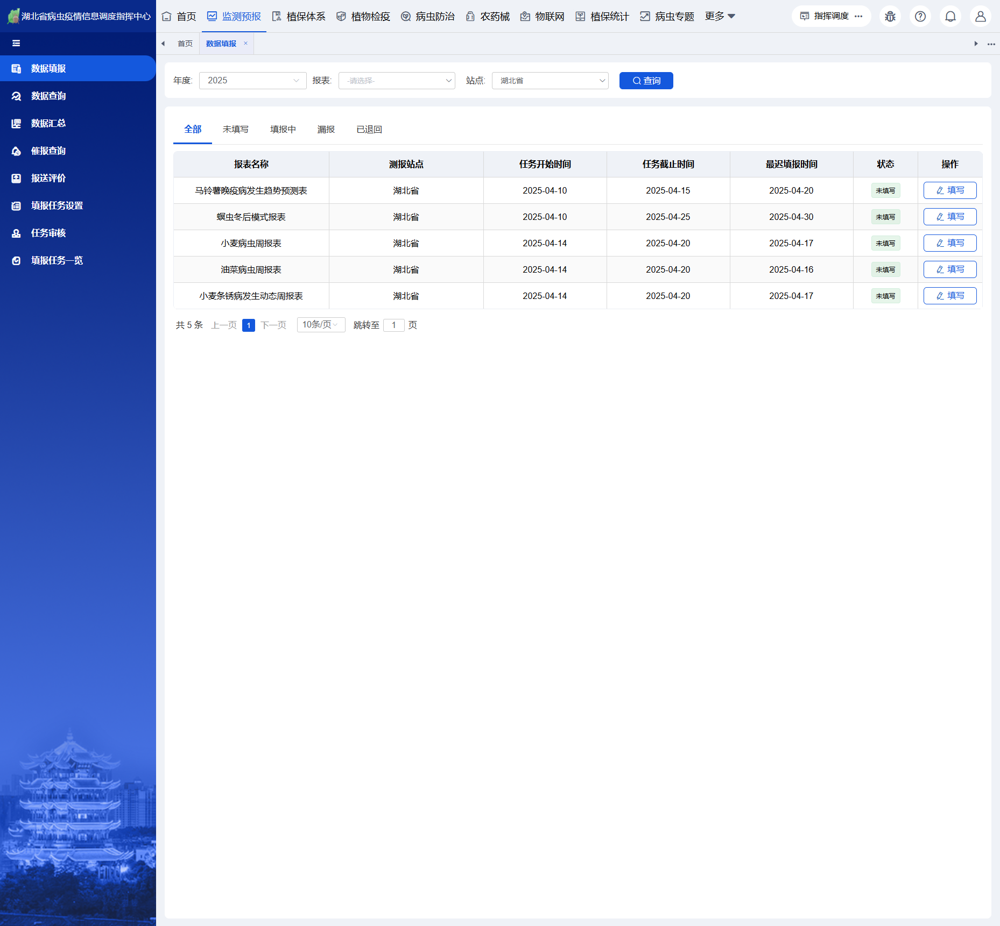 湖北省病虫疫情信息调度指挥中心
首页 监测预报 植保体系 植物检疫 病虫防治 农药械 物联网 植保统计 病虫专题 更多 指挥调度
首页 数据填报
数据填报
数据查询
数据汇总
催报查询
报送评价
填报任务设置
任务审核
填报任务一览
年度: 2025 报表: -请选择- 站点: 湖北省 查询
全部 未填写 填报中 漏报 已退回
报表名称 测报站点 任务开始时间 任务截止时间 最迟填报时间 状态 操作
马铃薯晚疫病发生趋势预测表 湖北省 2025-04-10 2025-04-15 2025-04-20 未填写 填写
螟虫冬后模式报表 湖北省 2025-04-10 2025-04-25 2025-04-30 未填写 填写
小麦病虫周报表 湖北省 2025-04-14 2025-04-20 2025-04-17 未填写 填写
油菜病虫周报表 湖北省 2025-04-14 2025-04-20 2025-04-16 未填写 填写
小麦条锈病发生动态周报表 湖北省 2025-04-14 2025-04-20 2025-04-17 未填写 填写
共 5 条 上一页 1 下一页 10条/页 跳转至 1 页